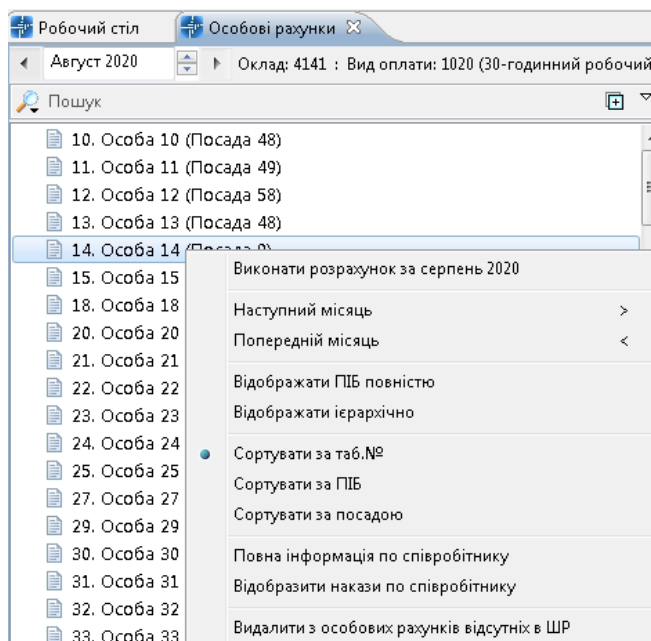 Робочий стіл
Особові рахунки
Август 2020
Оклад: 4141 : Вид оплати: 1020 (30-годинний робочий
Пошук
10. Особа 10 (Посада 48)
11. Особа 11 (Посада 49)
12. Особа 12 (Посада 58)
13. Особа 13 (Посада 48)
14. Особа 14 (Посада 9)
15. Особа 15
18. Особа 18
20. Особа 20
21. Особа 21
22. Особа 22
23. Особа 23
24. Особа 24
25. Особа 25
27. Особа 27
29. Особа 29
30. Особа 30
31. Особа 31
32. Особа 32
33. Особа 33
Виконати розрахунок за серпень 2020
Наступний місяць >
Попередній місяць <
Відображати ПІБ повністю
Відображати ієрархічно
Сортувати за таб.№
Сортувати за ПІБ
Сортувати за посадою
Повна інформація по співробітнику
Відобразити накази по співробітнику
Видалити з особових рахунків відсутніх в ШР